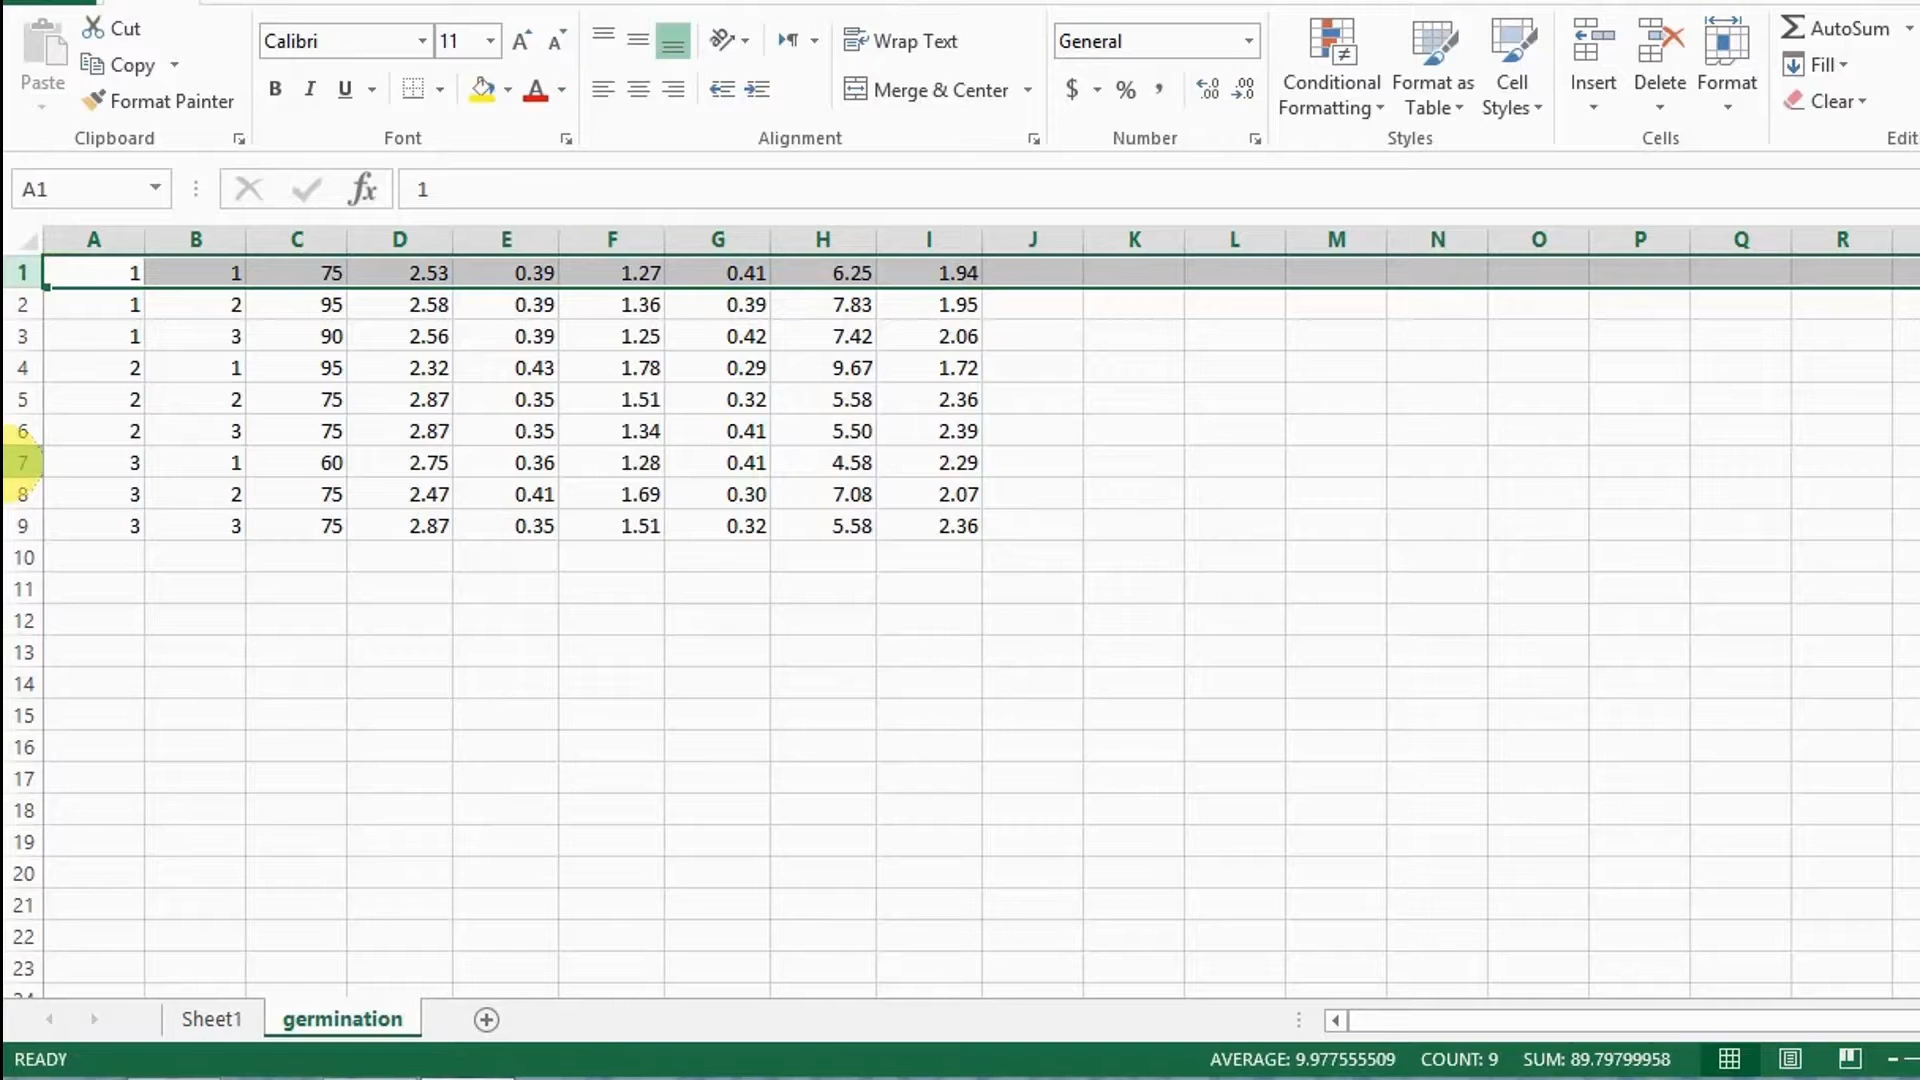 Cut
Copy
Format Painter
Paste
Clipboard
Calibri 11 A A
B I U A
Font
Wrap Text
Merge & Center
Alignment
General
$ % , .00 .00
Number
Conditional Formatting
Format as Table
Cell Styles
Styles
Insert
Delete
Format
Cells
AutoSum
Fill
Clear
Edit
A1 fx 1
A B C D E F G H I J K L M N O P Q R
1 1 1 75 2.53 0.39 1.27 0.41 6.25 1.94
2 1 2 95 2.58 0.39 1.36 0.39 7.83 1.95
3 1 3 90 2.56 0.39 1.25 0.42 7.42 2.06
4 2 1 95 2.32 0.43 1.78 0.29 9.67 1.72
5 2 2 75 2.87 0.35 1.51 0.32 5.58 2.36
6 2 3 75 2.87 0.35 1.34 0.41 5.50 2.39
7 3 1 60 2.75 0.36 1.28 0.41 4.58 2.29
8 3 2 75 2.47 0.41 1.69 0.30 7.08 2.07
9 3 3 75 2.87 0.35 1.51 0.32 5.58 2.36
10
11
12
13
14
15
16
17
18
19
20
21
22
23
24
Sheet1 germination
READY AVERAGE: 9.977555509 COUNT: 9 SUM: 89.79799958